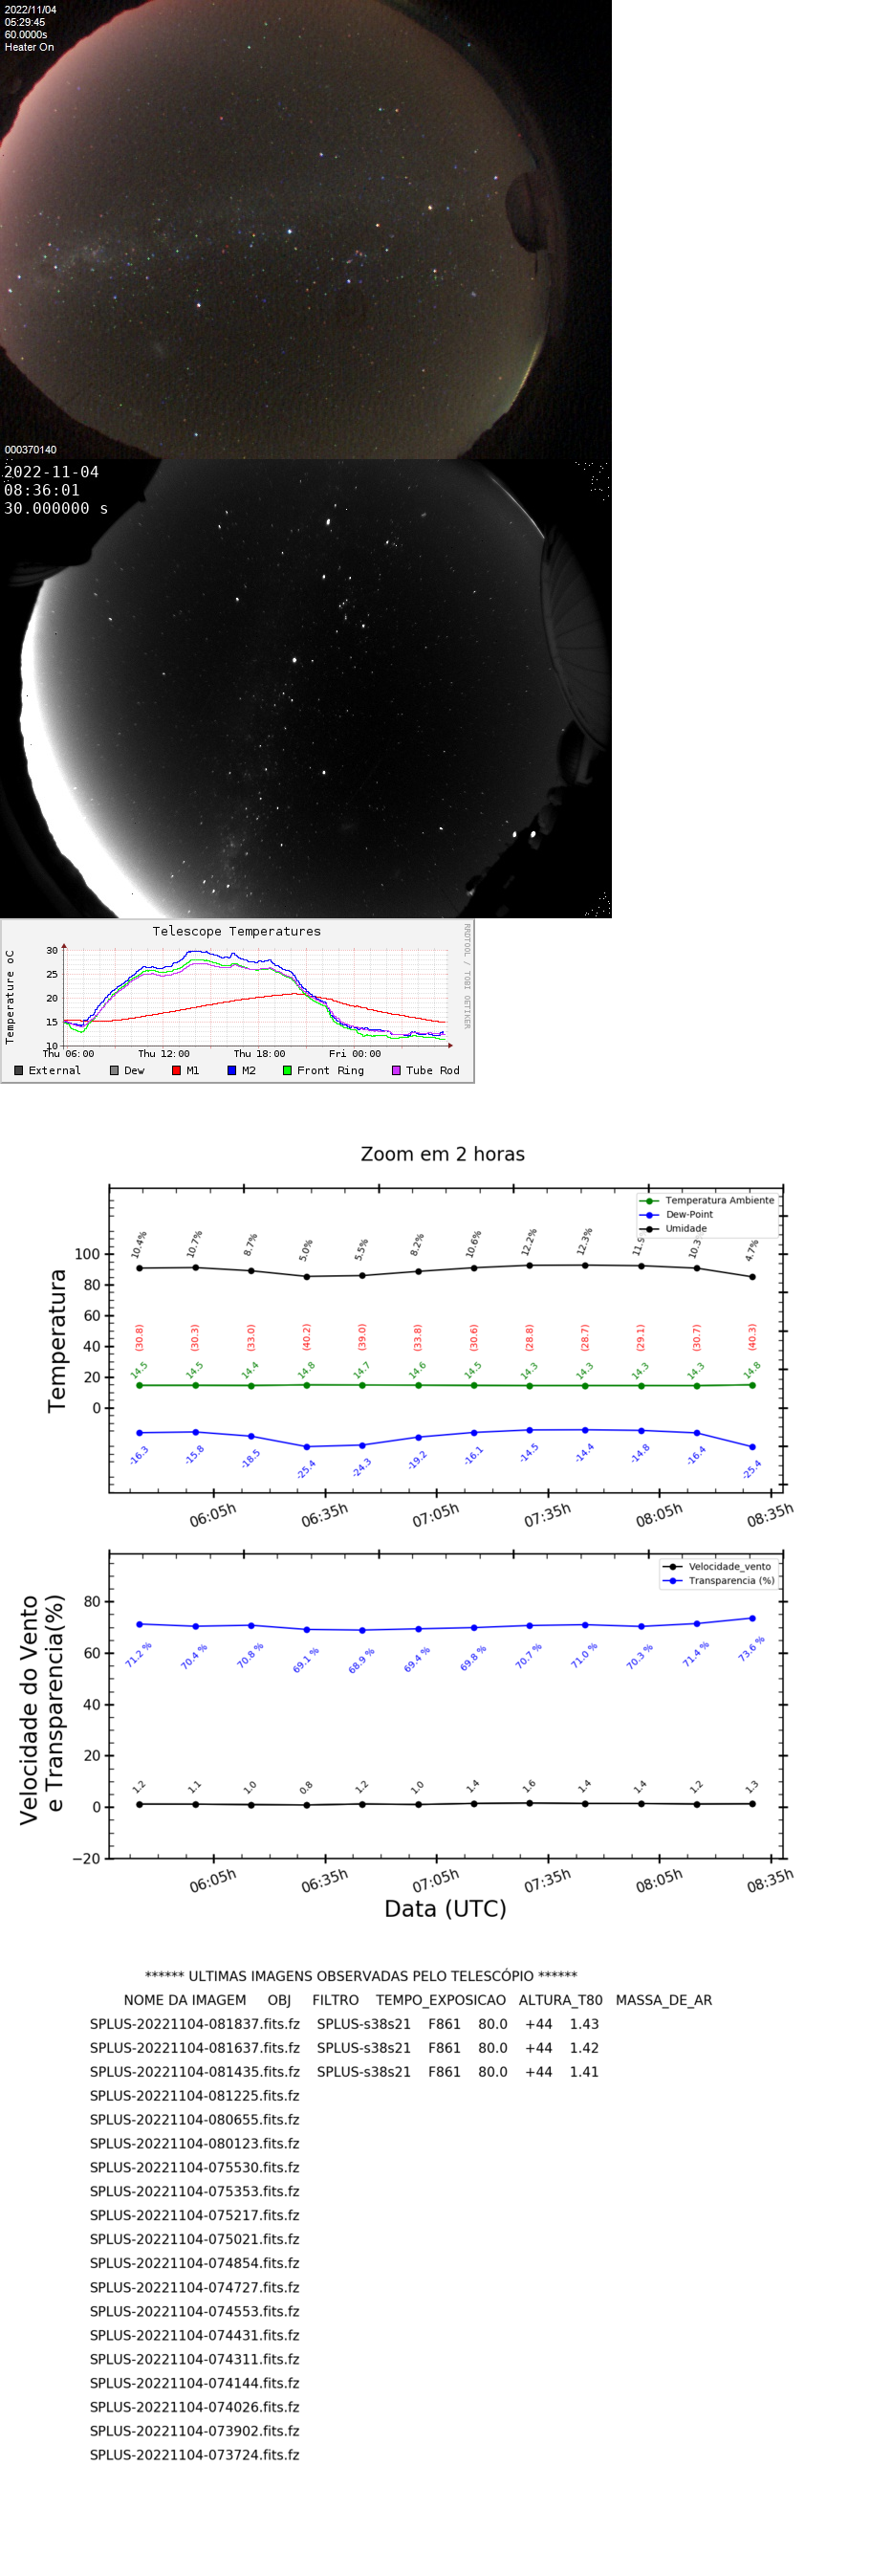 2022/11/04
05:29:45
60.0000s
Heater On
000370140
2022-11-04
08:36:01
30.000000 s
Telescope Temperatures
RRDTOOL / TOBI OETIKER
Temperature oC
30
25
20
15
10
Thu 06:00 Thu 12:00 Thu 18:00 Fri 00:00
External Dew M1 M2 Front Ring Tube Rod
Zoom em 2 horas
Temperatura Ambiente
Dew-Point
Umidade
Temperatura
100
80
60
40
20
0
10.4% 10.7% 8.7% 5.0% 5.5% 8.2% 10.6% 12.2% 12.3% 4.7%
(30.8) (30.3) (33.0) (40.2) (39.0) (33.8) (30.6) (28.8) (28.7) (29.1) (30.7) (40.3)
14.5 14.5 14.4 14.8 14.7 14.6 14.5 14.3 14.3 14.3 14.3 14.8
-16.3 -15.8 -18.5 -25.4 -24.3 -19.2 -16.1 -14.5 -14.4 -14.8 -16.4 -25.4
06:05h 06:35h 07:05h 07:35h 08:05h 08:35h
Velocidade_vento
Transparencia (%)
Velocidade do Vento
e Transparencia(%)
80
60
40
20
0
−20
71.2 % 70.4 % 70.8 % 69.1 % 68.9 % 69.4 % 69.8 % 70.7 % 71.0 % 70.3 % 71.4 % 73.6 %
1.2 1.1 1.0 0.8 1.2 1.0 1.4 1.6 1.4 1.4 1.2 1.3
06:05h 06:35h 07:05h 07:35h 08:05h 08:35h
Data (UTC)
****** ULTIMAS IMAGENS OBSERVADAS PELO TELESCÓPIO ******
NOME DA IMAGEM OBJ FILTRO TEMPO_EXPOSICAO ALTURA_T80 MASSA_DE_AR
SPLUS-20221104-081837.fits.fz SPLUS-s38s21 F861 80.0 +44 1.43
SPLUS-20221104-081637.fits.fz SPLUS-s38s21 F861 80.0 +44 1.42
SPLUS-20221104-081435.fits.fz SPLUS-s38s21 F861 80.0 +44 1.41
SPLUS-20221104-081225.fits.fz
SPLUS-20221104-080655.fits.fz
SPLUS-20221104-080123.fits.fz
SPLUS-20221104-075530.fits.fz
SPLUS-20221104-075353.fits.fz
SPLUS-20221104-075217.fits.fz
SPLUS-20221104-075021.fits.fz
SPLUS-20221104-074854.fits.fz
SPLUS-20221104-074727.fits.fz
SPLUS-20221104-074553.fits.fz
SPLUS-20221104-074431.fits.fz
SPLUS-20221104-074311.fits.fz
SPLUS-20221104-074144.fits.fz
SPLUS-20221104-074026.fits.fz
SPLUS-20221104-073902.fits.fz
SPLUS-20221104-073724.fits.fz